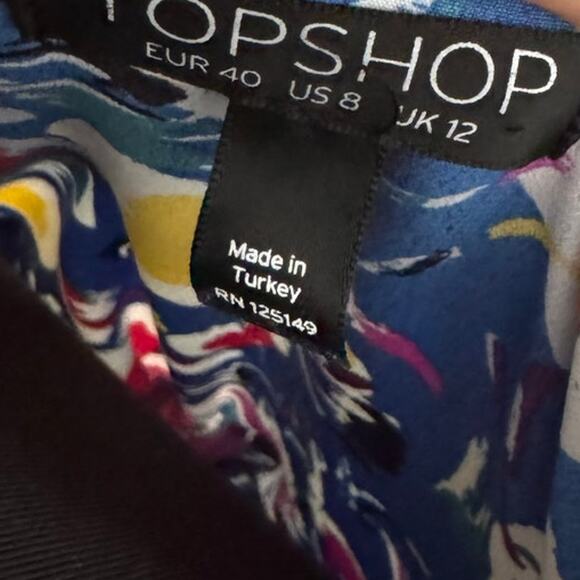 TOPSHOP
EUR 40 US 8 UK 12
Made in
Turkey
RN 125149